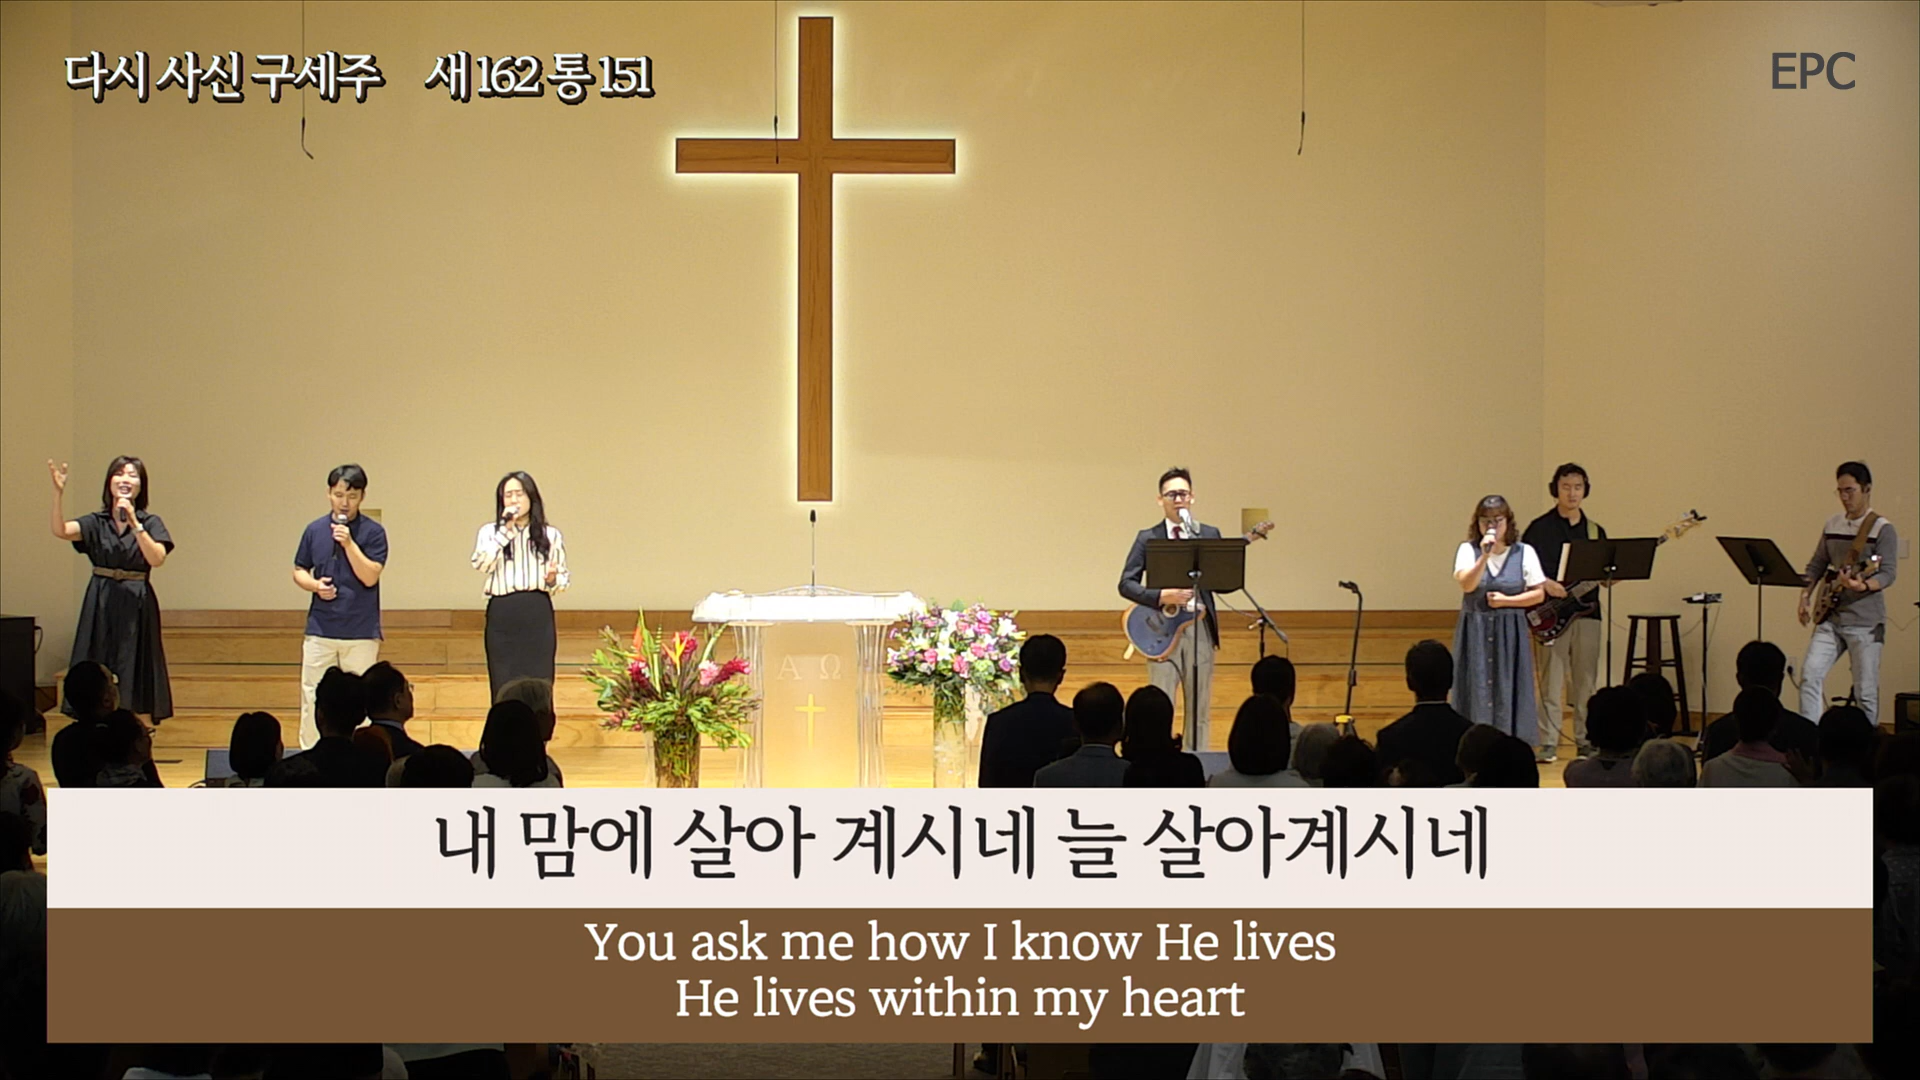 다시 사신 구세주 새 162 통 151
EPC
Α Ω
내 맘에 살아 계시네 늘 살아계시네
You ask me how I know He lives
He lives within my heart